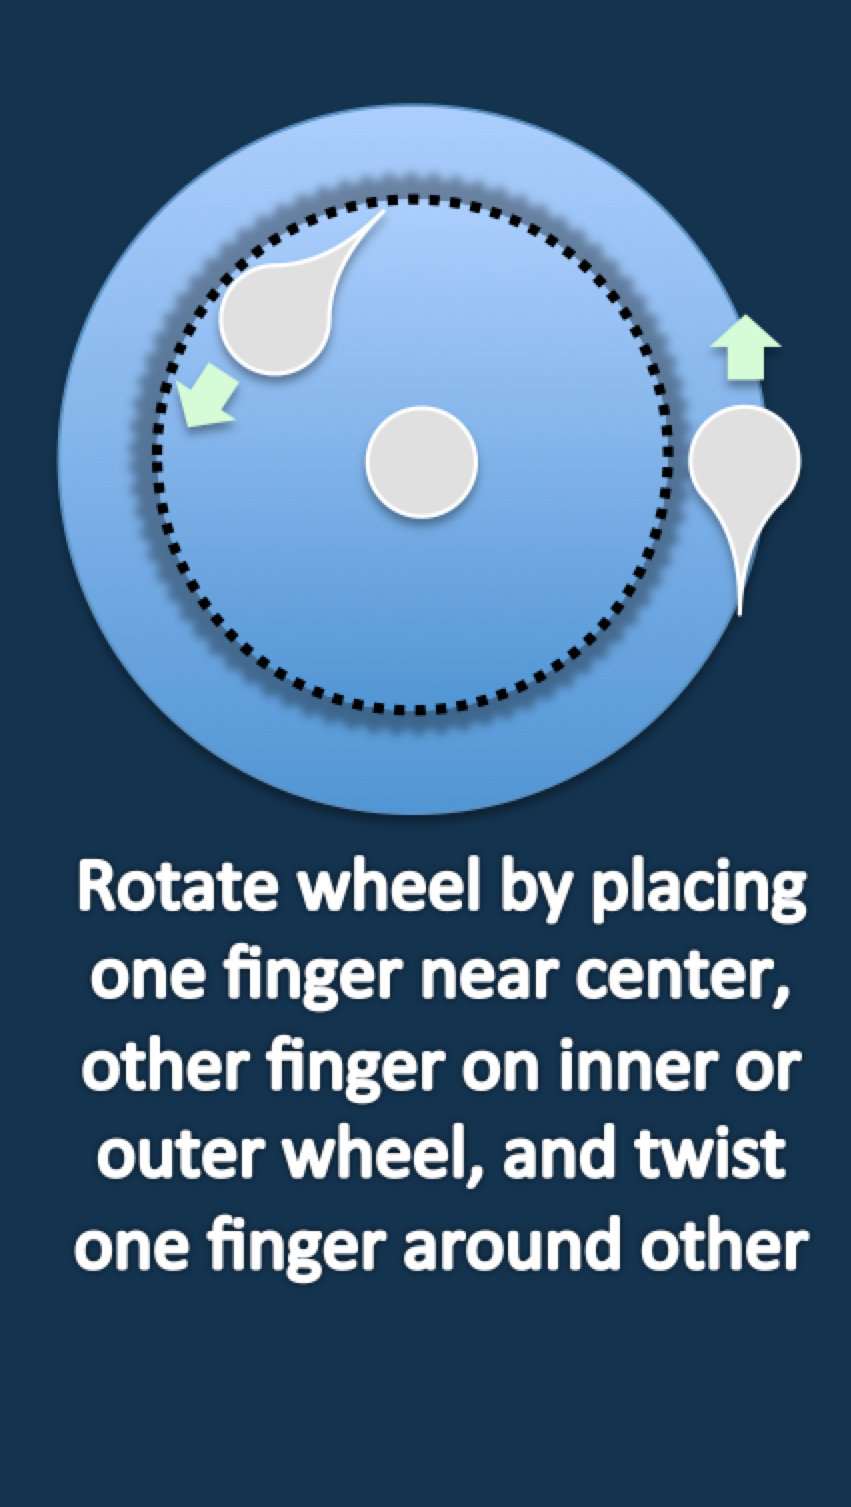 Rotate wheel by placing
one finger near center,
other finger on inner or
outer wheel, and twist
one finger around other